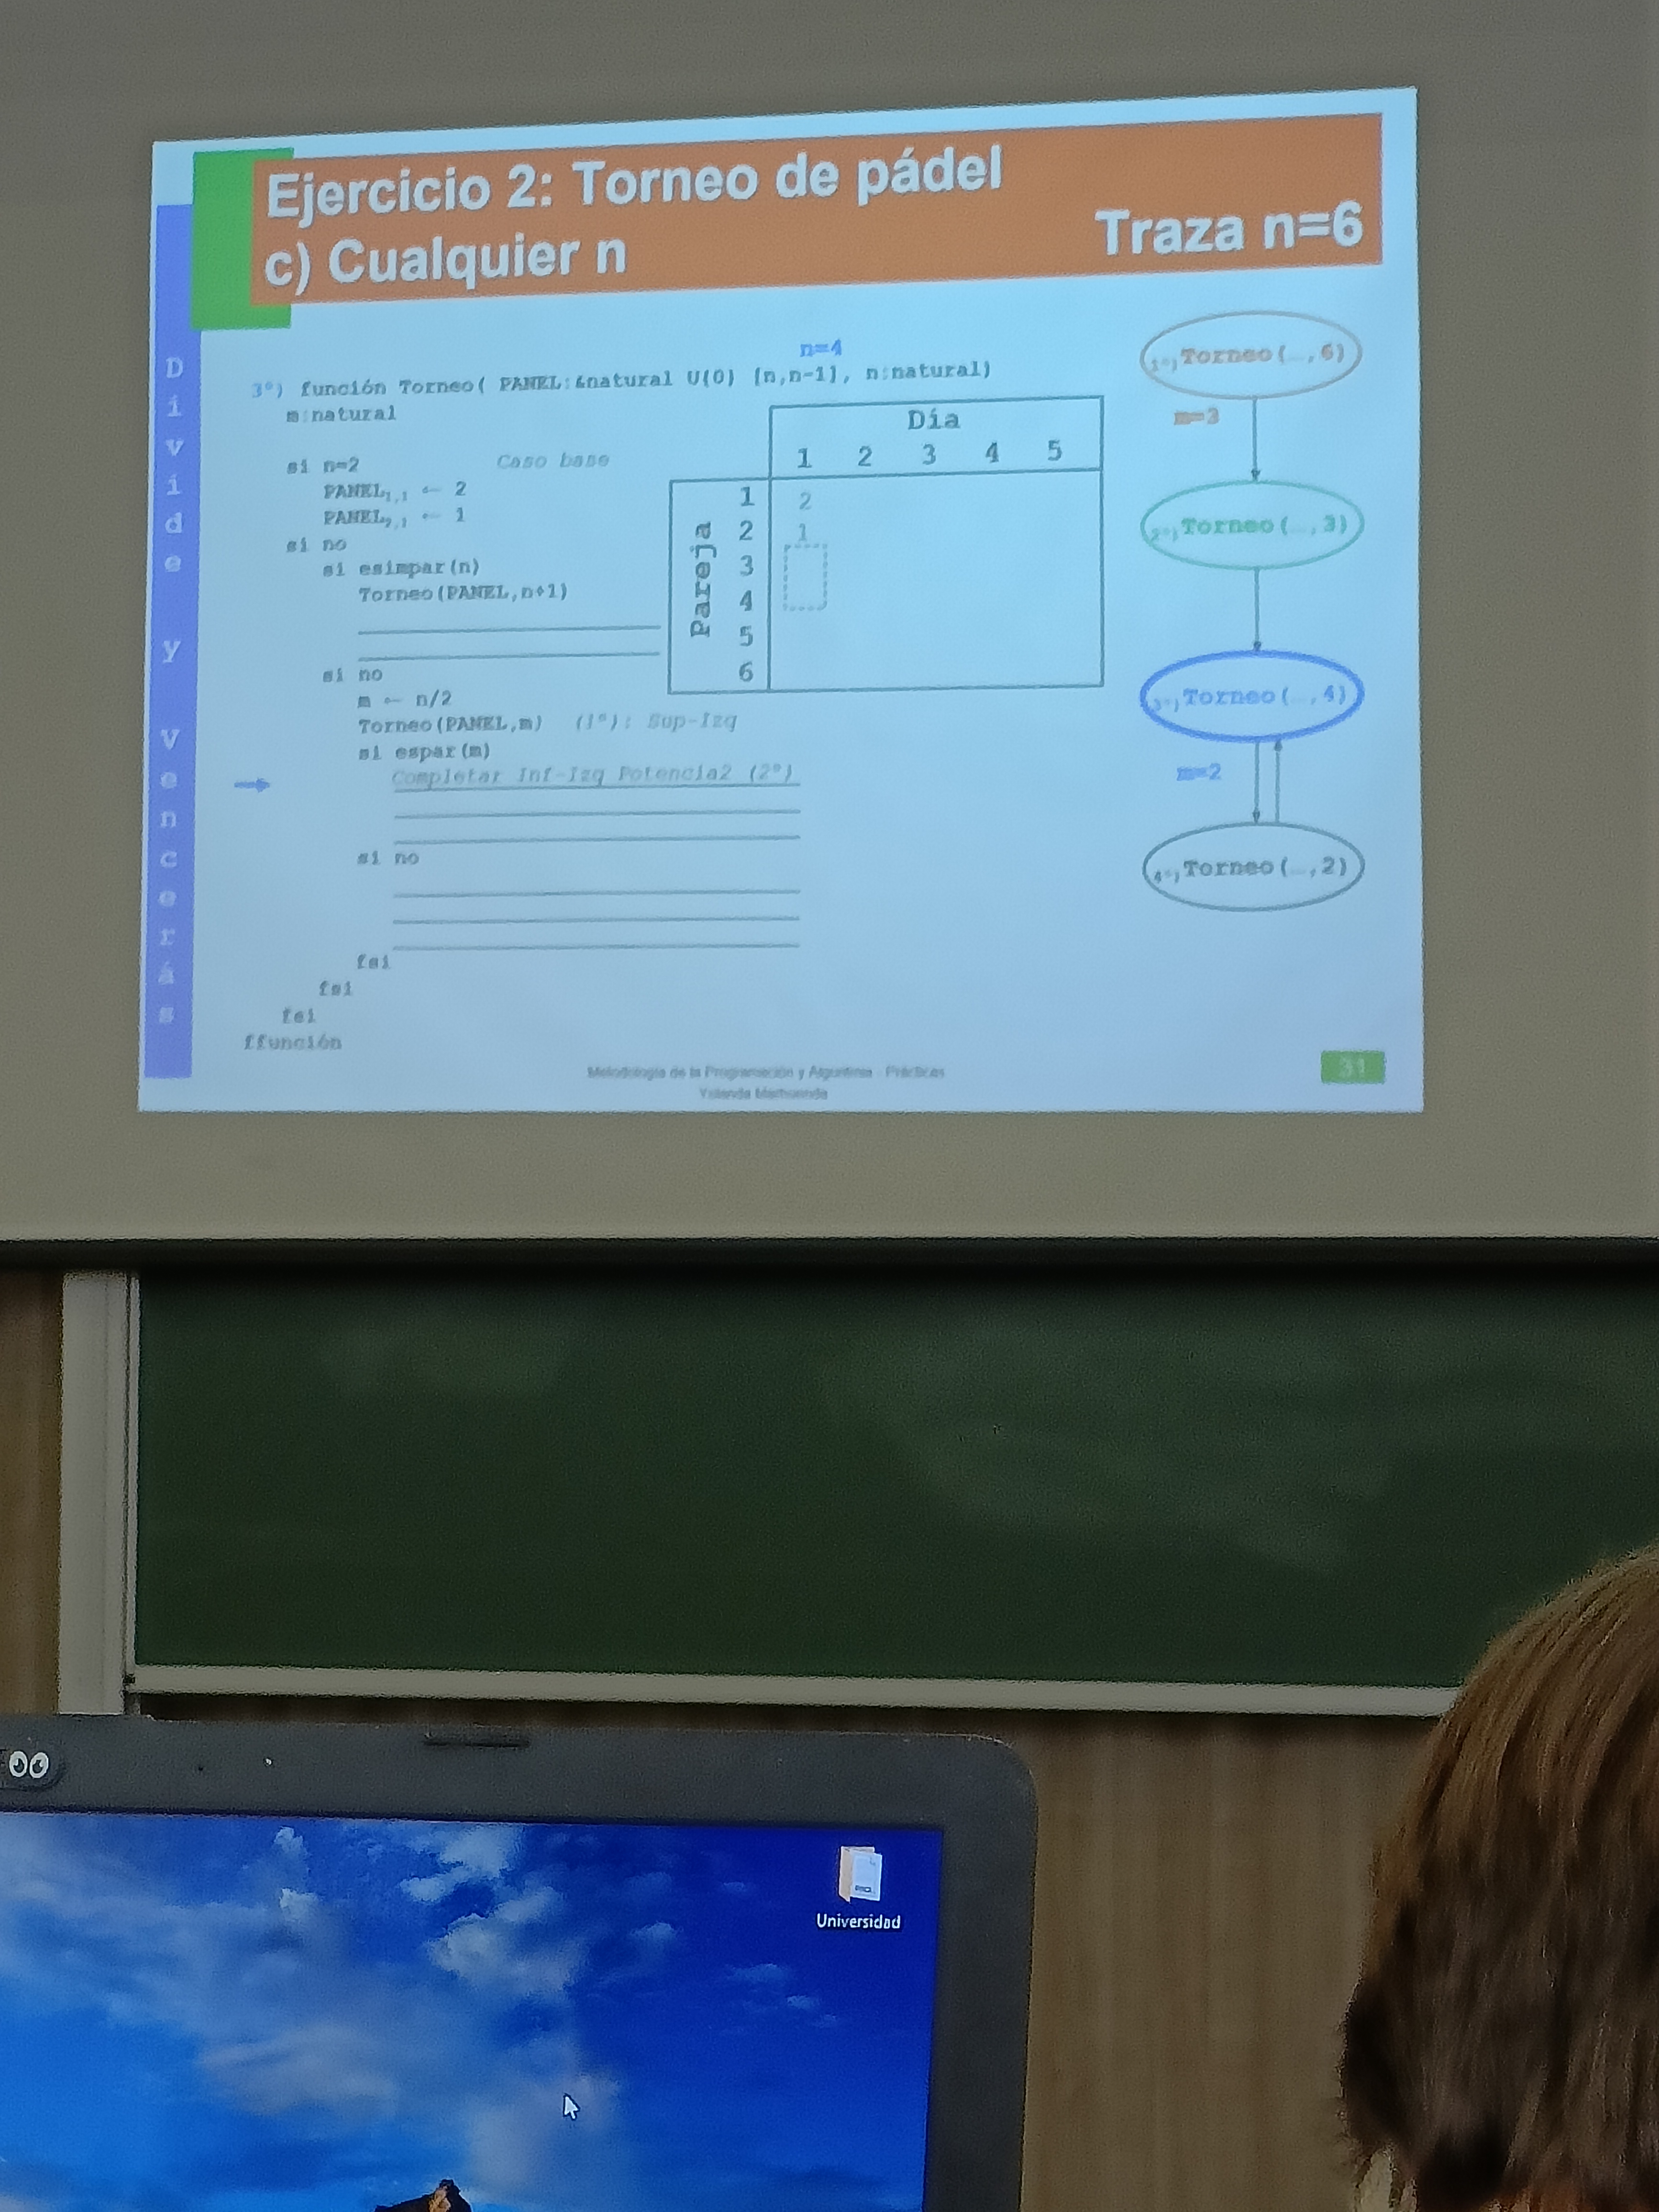 Ejercicio 2: Torneo de pádel
c) Cualquier n
Traza n=6
Divide y Vencerás
n=4
3º) función Torneo( PANEL:&natural U{0} [n,n-1], n:natural)
m:natural
si n=2 Caso base
PANEL1,1 ← 2
PANEL2,1 ← 1
si no
si esimpar(n)
Torneo(PANEL,n+1)
si no
m ← n/2
Torneo(PANEL,m) (1º): Sup-Izq
si espar(m)
Completar Inf-Izq Potencia2 (2º)
si no
fsi
fsi
fsi
ffunción
Día
1 2 3 4 5
Pareja
1 2
2 1
3
4
5
6
1º) Torneo(…,6)
m=3
2º) Torneo(…,3)
3º) Torneo(…,4)
m=2
4º) Torneo(…,2)
Metodología de la Programación y Algoritmia - Prácticas
Yolanda Marhuenda
31
Universidad